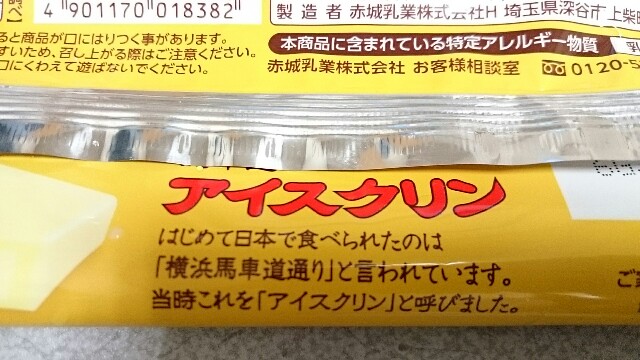 4 901170 018382
製造者 赤城乳業株式会社H 埼玉県深谷市上柴
ると商品が口にはりつく事があります。
すいため、召し上がる際はご注意ください。
口にくわえて遊ばないでください。
本商品に含まれている特定アレルギー物質 乳
赤城乳業株式会社 お客様相談室 0120-5
アイスクリン
はじめて日本で食べられたのは
「横浜馬車道通り」と言われています。
当時これを「アイスクリン」と呼びました。